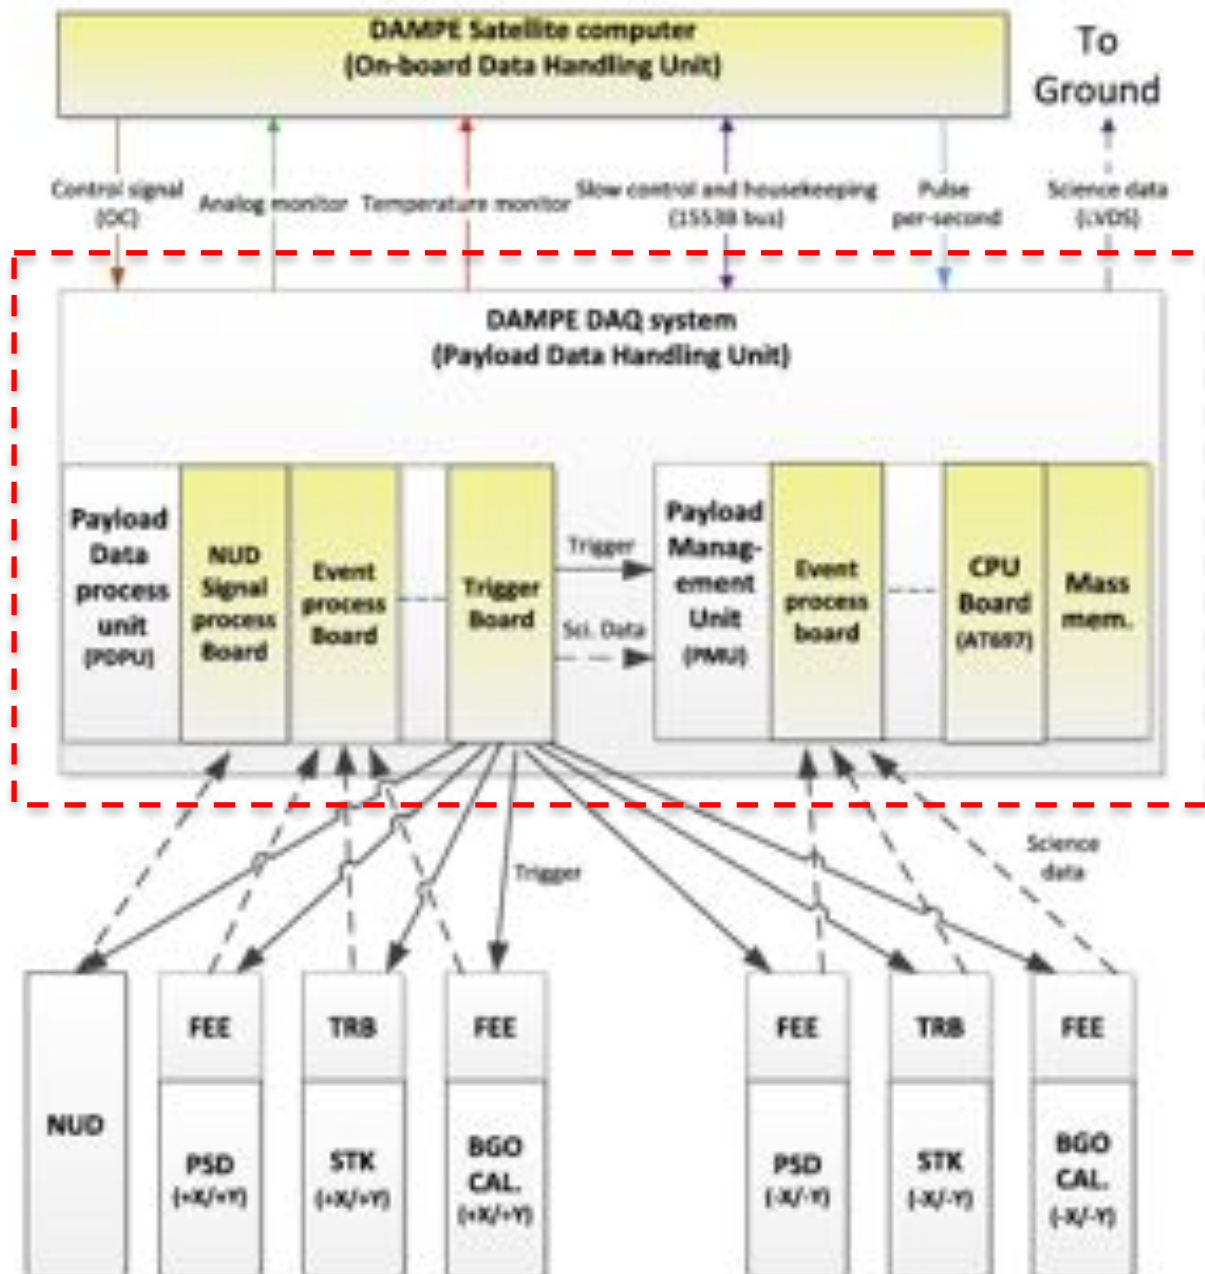 DAMPE Satellite computer
(On-board Data Handling Unit)
To
Ground
Control signal
(OC)
Analog monitor
Temperature monitor
Slow control and housekeeping
(1553B bus)
Pulse
per-second
Science data
(LVDS)
DAMPE DAQ system
(Payload Data Handling Unit)
Payload
Data
process
unit
(PDPU)
NUD
Signal
process
Board
Event
process
Board
Trigger
Board
Trigger
Sci. Data
Payload
Manag-
ement
Unit
(PMU)
Event
process
board
CPU
Board
(AT697)
Mass
mem.
Trigger
Science
data
NUD
FEE
PSD
(+X/+Y)
TRB
STK
(+X/+Y)
FEE
BGO
CAL.
(+X/+Y)
FEE
PSD
(-X/-Y)
TRB
STK
(-X/-Y)
FEE
BGO
CAL.
(-X/-Y)